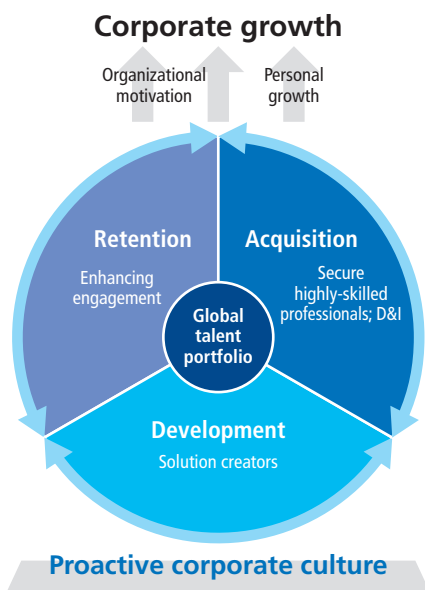 Corporate growth
Organizational
motivation
Personal
growth
Retention
Enhancing
engagement
Acquisition
Secure
highly-skilled
professionals; D&I
Global
talent
portfolio
Development
Solution creators
Proactive corporate culture